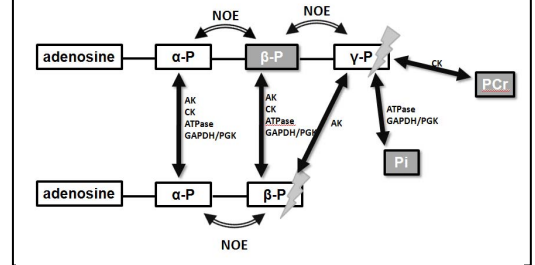 NOE
NOE
adenosine
α-P
β-P
γ-P
CK
PCr
AK
AK
CK
CK
ATPase
ATPase
GAPDH/PGK
GAPDH/PGK
AK
ATPase
GAPDH/PGK
Pi
adenosine
α-P
β-P
NOE